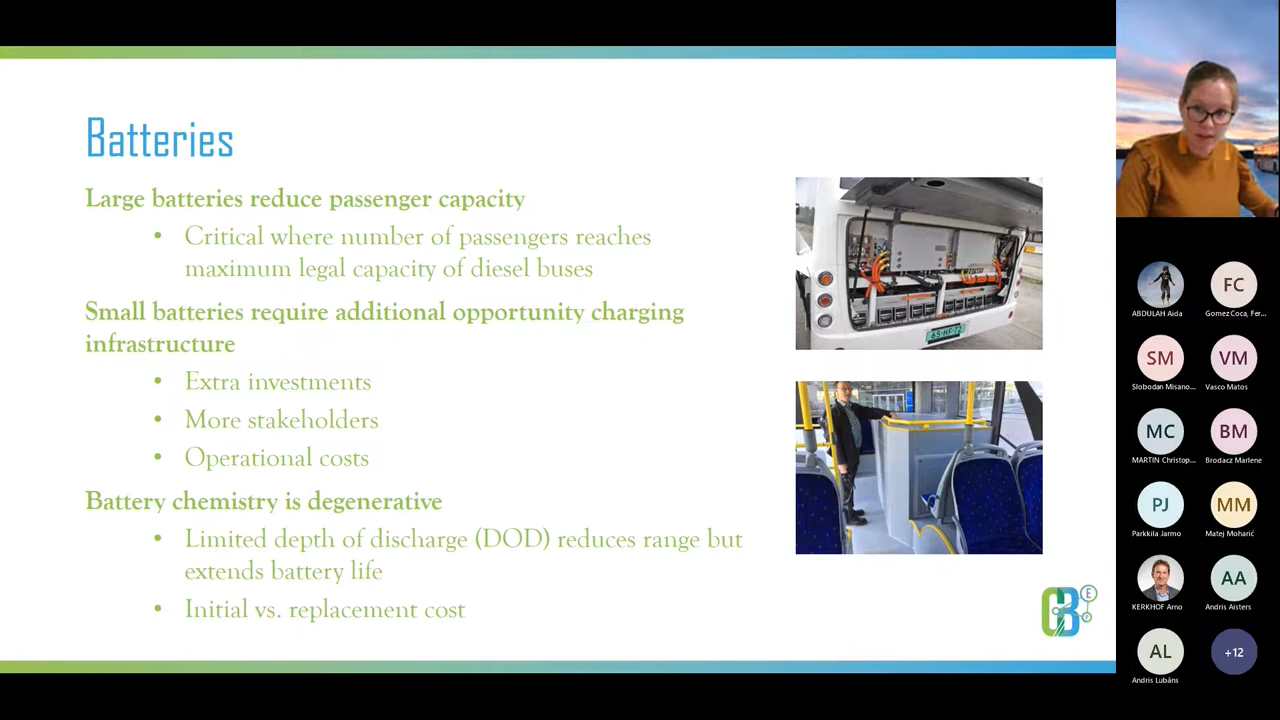 Batteries
Large batteries reduce passenger capacity
• Critical where number of passengers reaches
maximum legal capacity of diesel buses
Small batteries require additional opportunity charging
infrastructure
• Extra investments
• More stakeholders
• Operational costs
Battery chemistry is degenerative
• Limited depth of discharge (DOD) reduces range but
extends battery life
• Initial vs. replacement cost
65-HF-72
CB
E
ABDULAH Aida
FC
Gomez Coca, Fer...
SM
Slobodan Misano...
VM
Vasco Matos
MC
MARTIN Christop...
BM
Brodacz Marlene
PJ
Parkkila Jarmo
MM
Matej Moharić
KERKHOF Arno
AA
Andris Aisters
AL
Andris Lubāns
+12